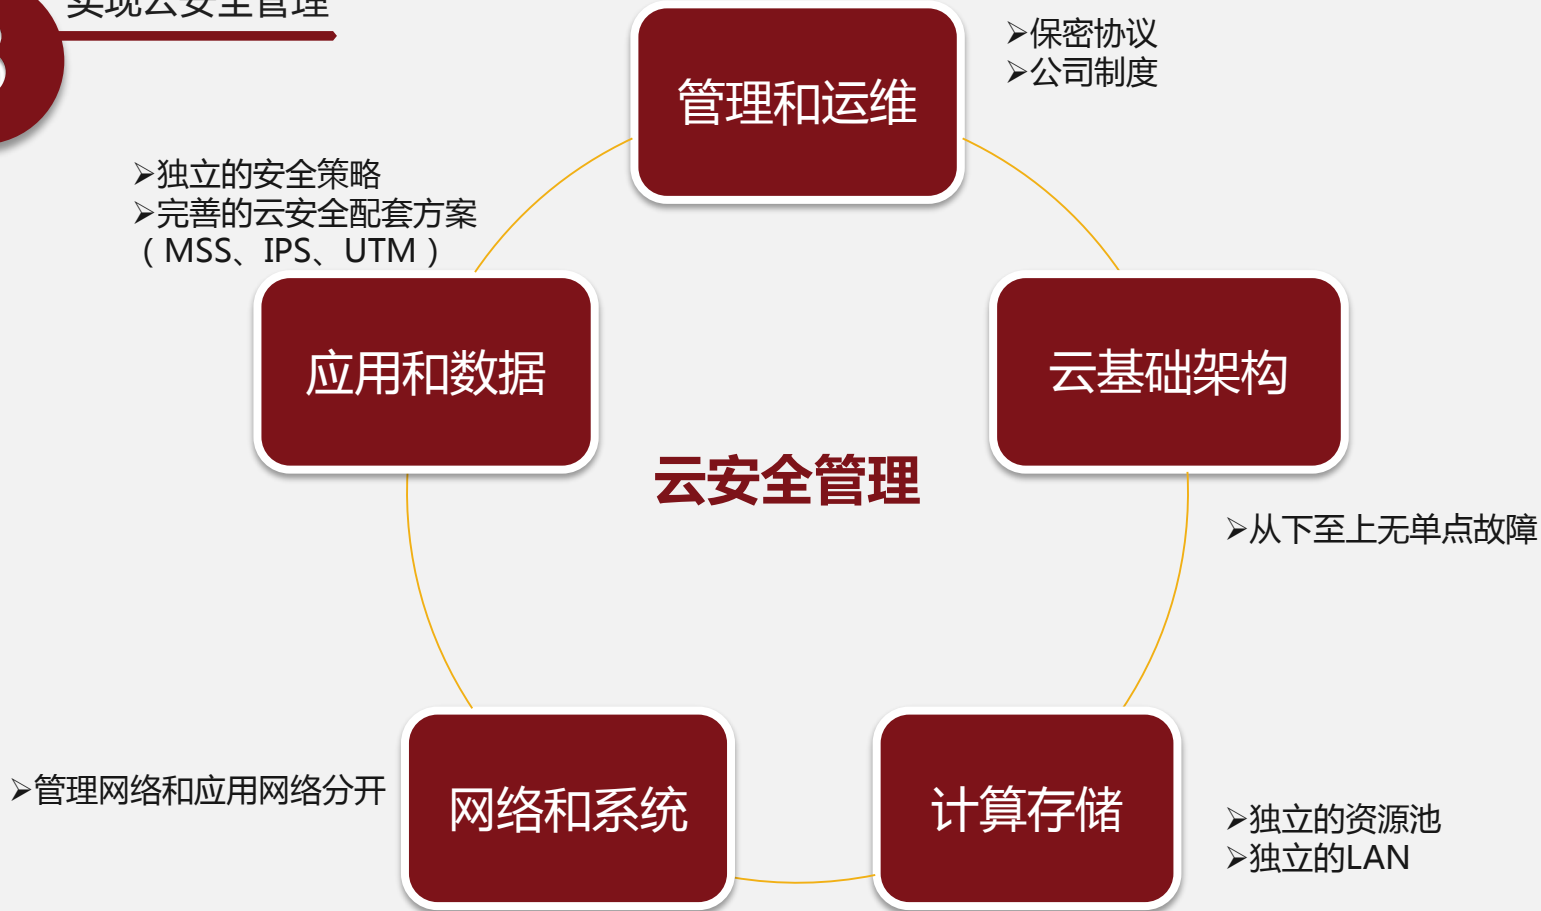 实现云安全管理
管理和运维
➢保密协议
➢公司制度
➢独立的安全策略
➢完善的云安全配套方案
（MSS、IPS、UTM）
应用和数据
云基础架构
云安全管理
➢从下至上无单点故障
➢管理网络和应用网络分开
网络和系统
计算存储
➢独立的资源池
➢独立的LAN